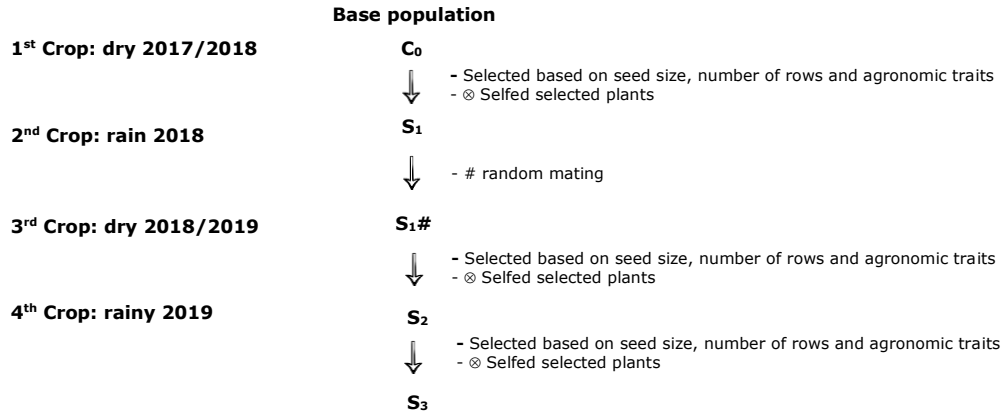 Base population
1st Crop: dry 2017/2018
C₀
- Selected based on seed size, number of rows and agronomic traits
- ⊗ Selfed selected plants
2nd Crop: rain 2018
S₁
- # random mating
3rd Crop: dry 2018/2019
S₁#
- Selected based on seed size, number of rows and agronomic traits
- ⊗ Selfed selected plants
4th Crop: rainy 2019
S₂
- Selected based on seed size, number of rows and agronomic traits
- ⊗ Selfed selected plants
S₃